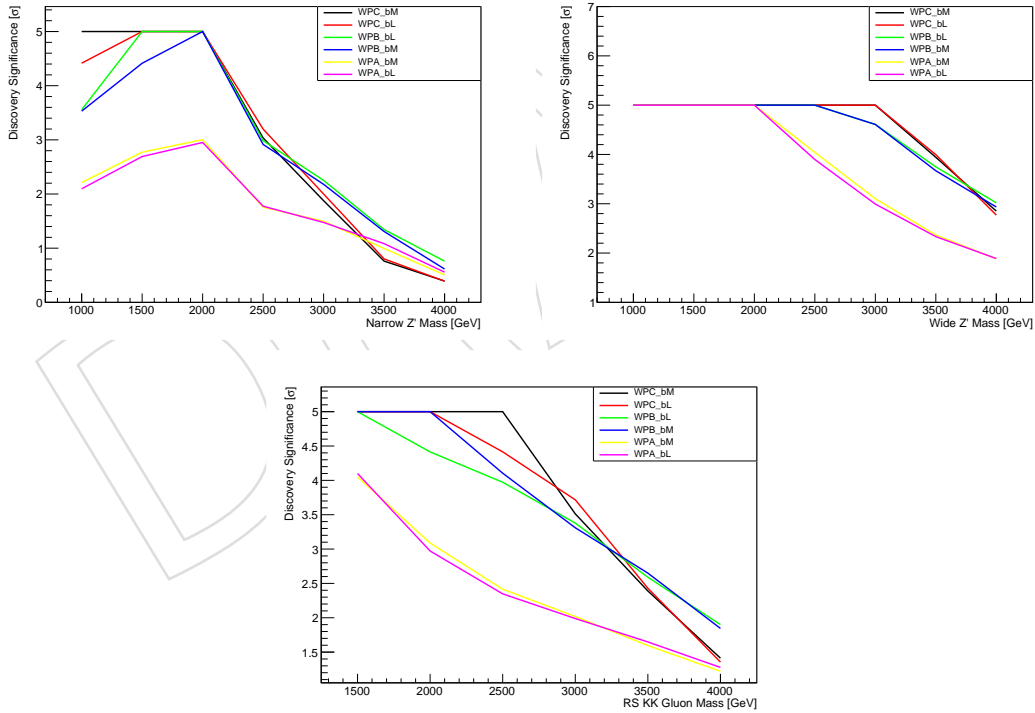 Discovery Significance [σ]
5
4
3
2
1
0
WPC_bM
WPC_bL
WPB_bL
WPB_bM
WPA_bM
WPA_bL
1000 1500 2000 2500 3000 3500 4000
Narrow Z' Mass [GeV]
Discovery Significance [σ]
7
6
5
4
3
2
1
WPC_bM
WPC_bL
WPB_bL
WPB_bM
WPA_bM
WPA_bL
1000 1500 2000 2500 3000 3500 4000
Wide Z' Mass [GeV]
Discovery Significance [σ]
5
4.5
4
3.5
3
2.5
2
1.5
WPC_bM
WPC_bL
WPB_bL
WPB_bM
WPA_bM
WPA_bL
1500 2000 2500 3000 3500 4000
RS KK Gluon Mass [GeV]